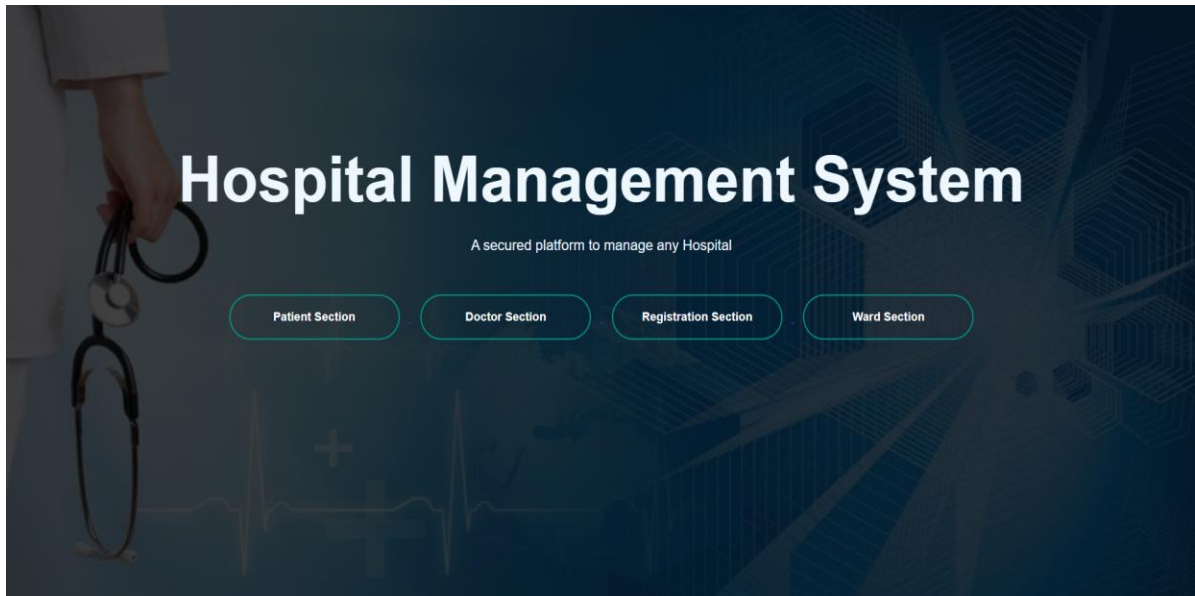 Hospital Management System
A secured platform to manage any Hospital
Patient Section Doctor Section Registration Section Ward Section